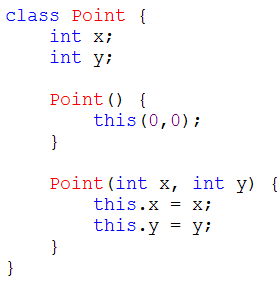 class Point {
    int x;
    int y;

    Point() {
        this(0,0);
    }

    Point(int x, int y) {
        this.x = x;
        this.y = y;
    }
}